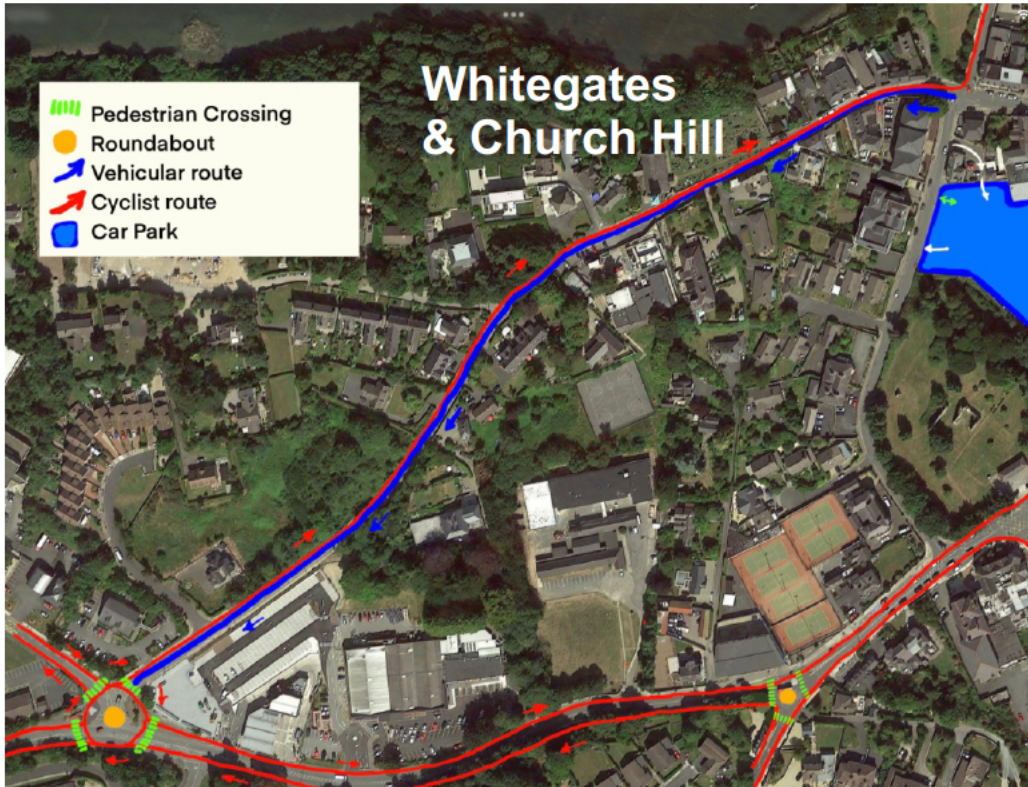 Whitegates
& Church Hill
Pedestrian Crossing
Roundabout
Vehicular route
Cyclist route
Car Park